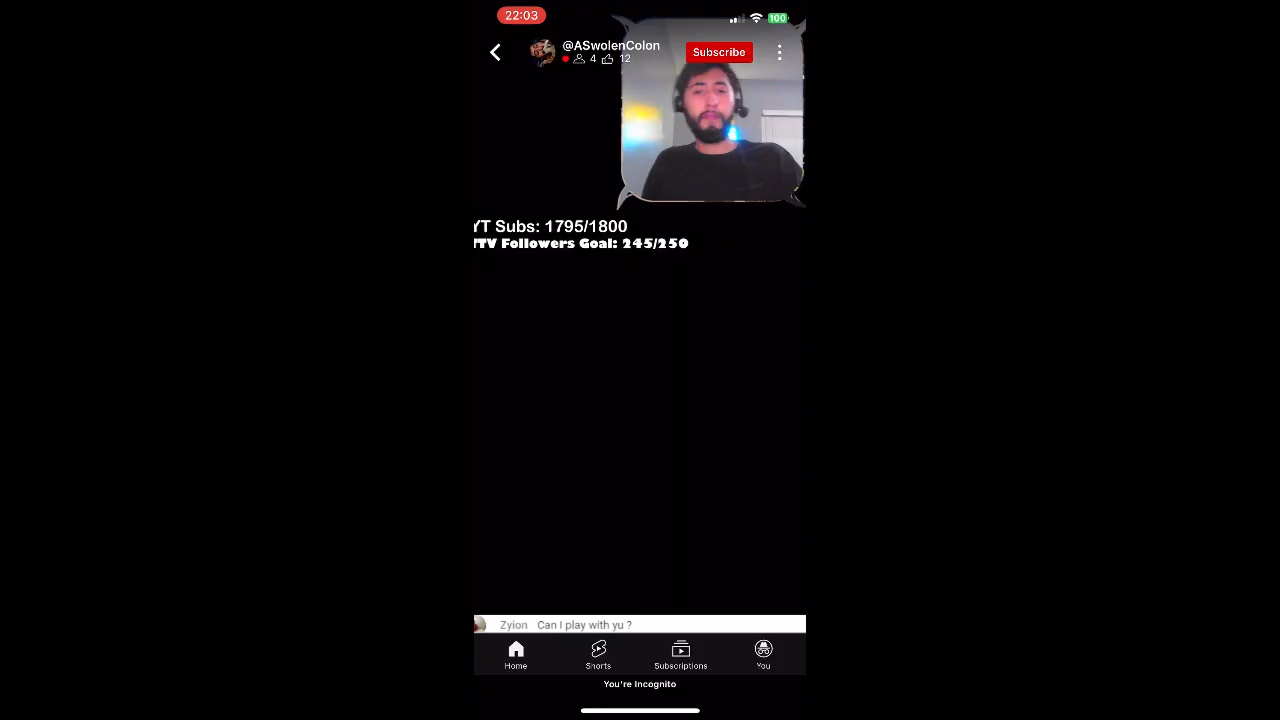 22:03
100
@ASwolenColon
4 12
Subscribe
YT Subs: 1795/1800
TTV Followers Goal: 245/250
Zyion Can I play with yu ?
Home Shorts Subscriptions You
You're Incognito